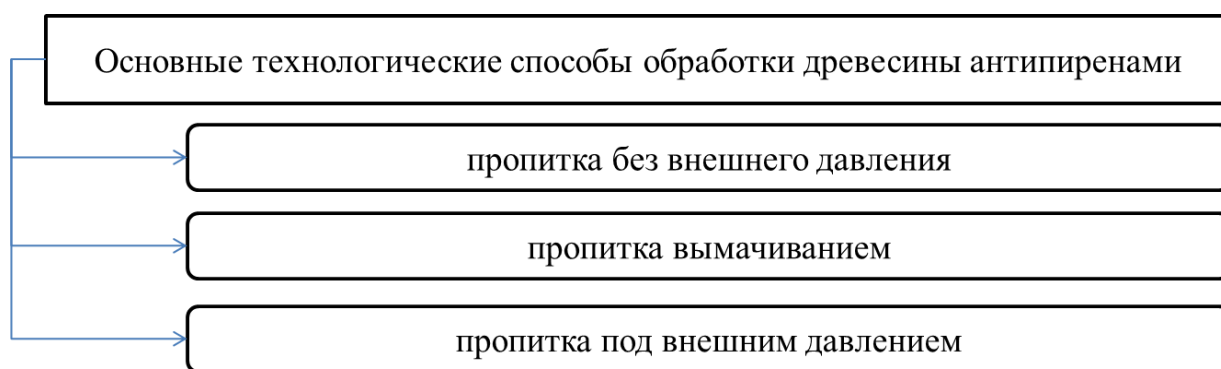 Основные технологические способы обработки древесины антипиренами
пропитка без внешнего давления
пропитка вымачиванием
пропитка под внешним давлением